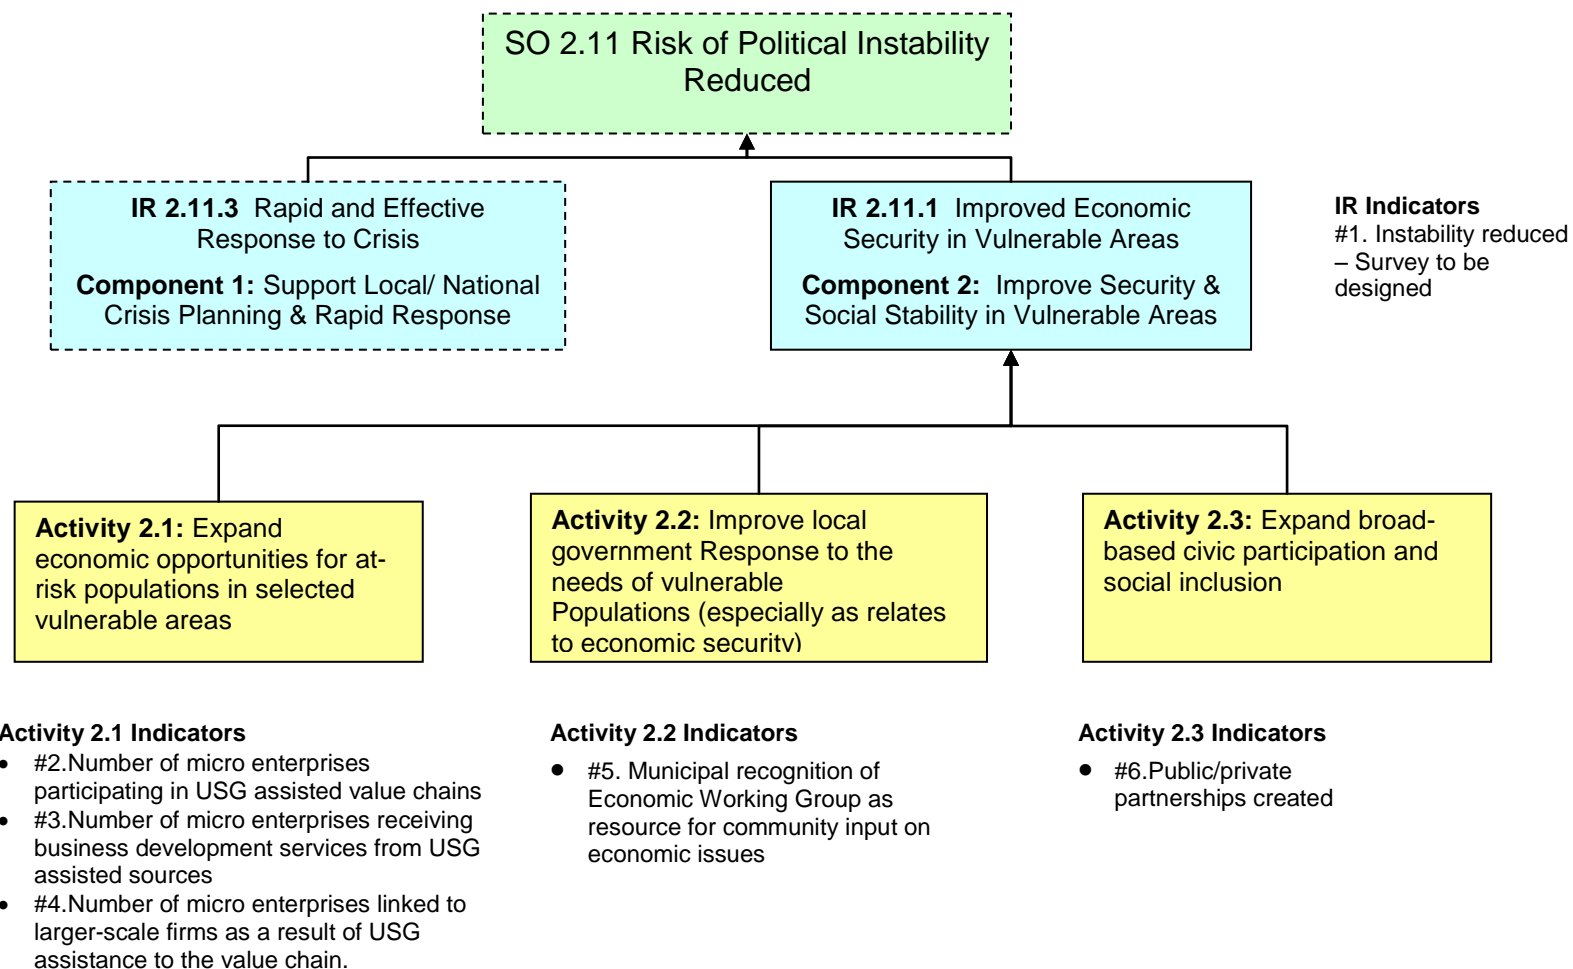 SO 2.11 Risk of Political Instability
Reduced
IR 2.11.3 Rapid and Effective
Response to Crisis
Component 1: Support Local/ National
Crisis Planning & Rapid Response
IR 2.11.1 Improved Economic
Security in Vulnerable Areas
Component 2: Improve Security &
Social Stability in Vulnerable Areas
IR Indicators
#1. Instability reduced
– Survey to be
designed
Activity 2.1: Expand
economic opportunities for at-
risk populations in selected
vulnerable areas
Activity 2.2: Improve local
government Response to the
needs of vulnerable
Populations (especially as relates
to economic security)
Activity 2.3: Expand broad-
based civic participation and
social inclusion
Activity 2.1 Indicators
• #2.Number of micro enterprises
participating in USG assisted value chains
• #3.Number of micro enterprises receiving
business development services from USG
assisted sources
• #4.Number of micro enterprises linked to
larger-scale firms as a result of USG
assistance to the value chain.
Activity 2.2 Indicators
• #5. Municipal recognition of
Economic Working Group as
resource for community input on
economic issues
Activity 2.3 Indicators
• #6.Public/private
partnerships created